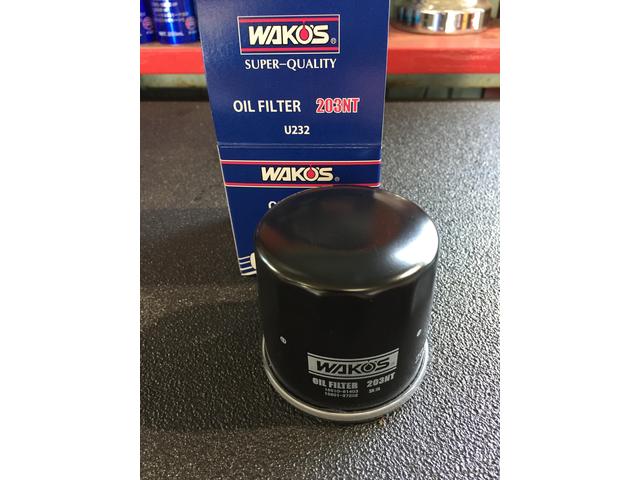 WAKO'S®
SUPER-QUALITY
OIL FILTER 203NT
U232
WAKO'S®
WAKO'S
OIL FILTER 203NT